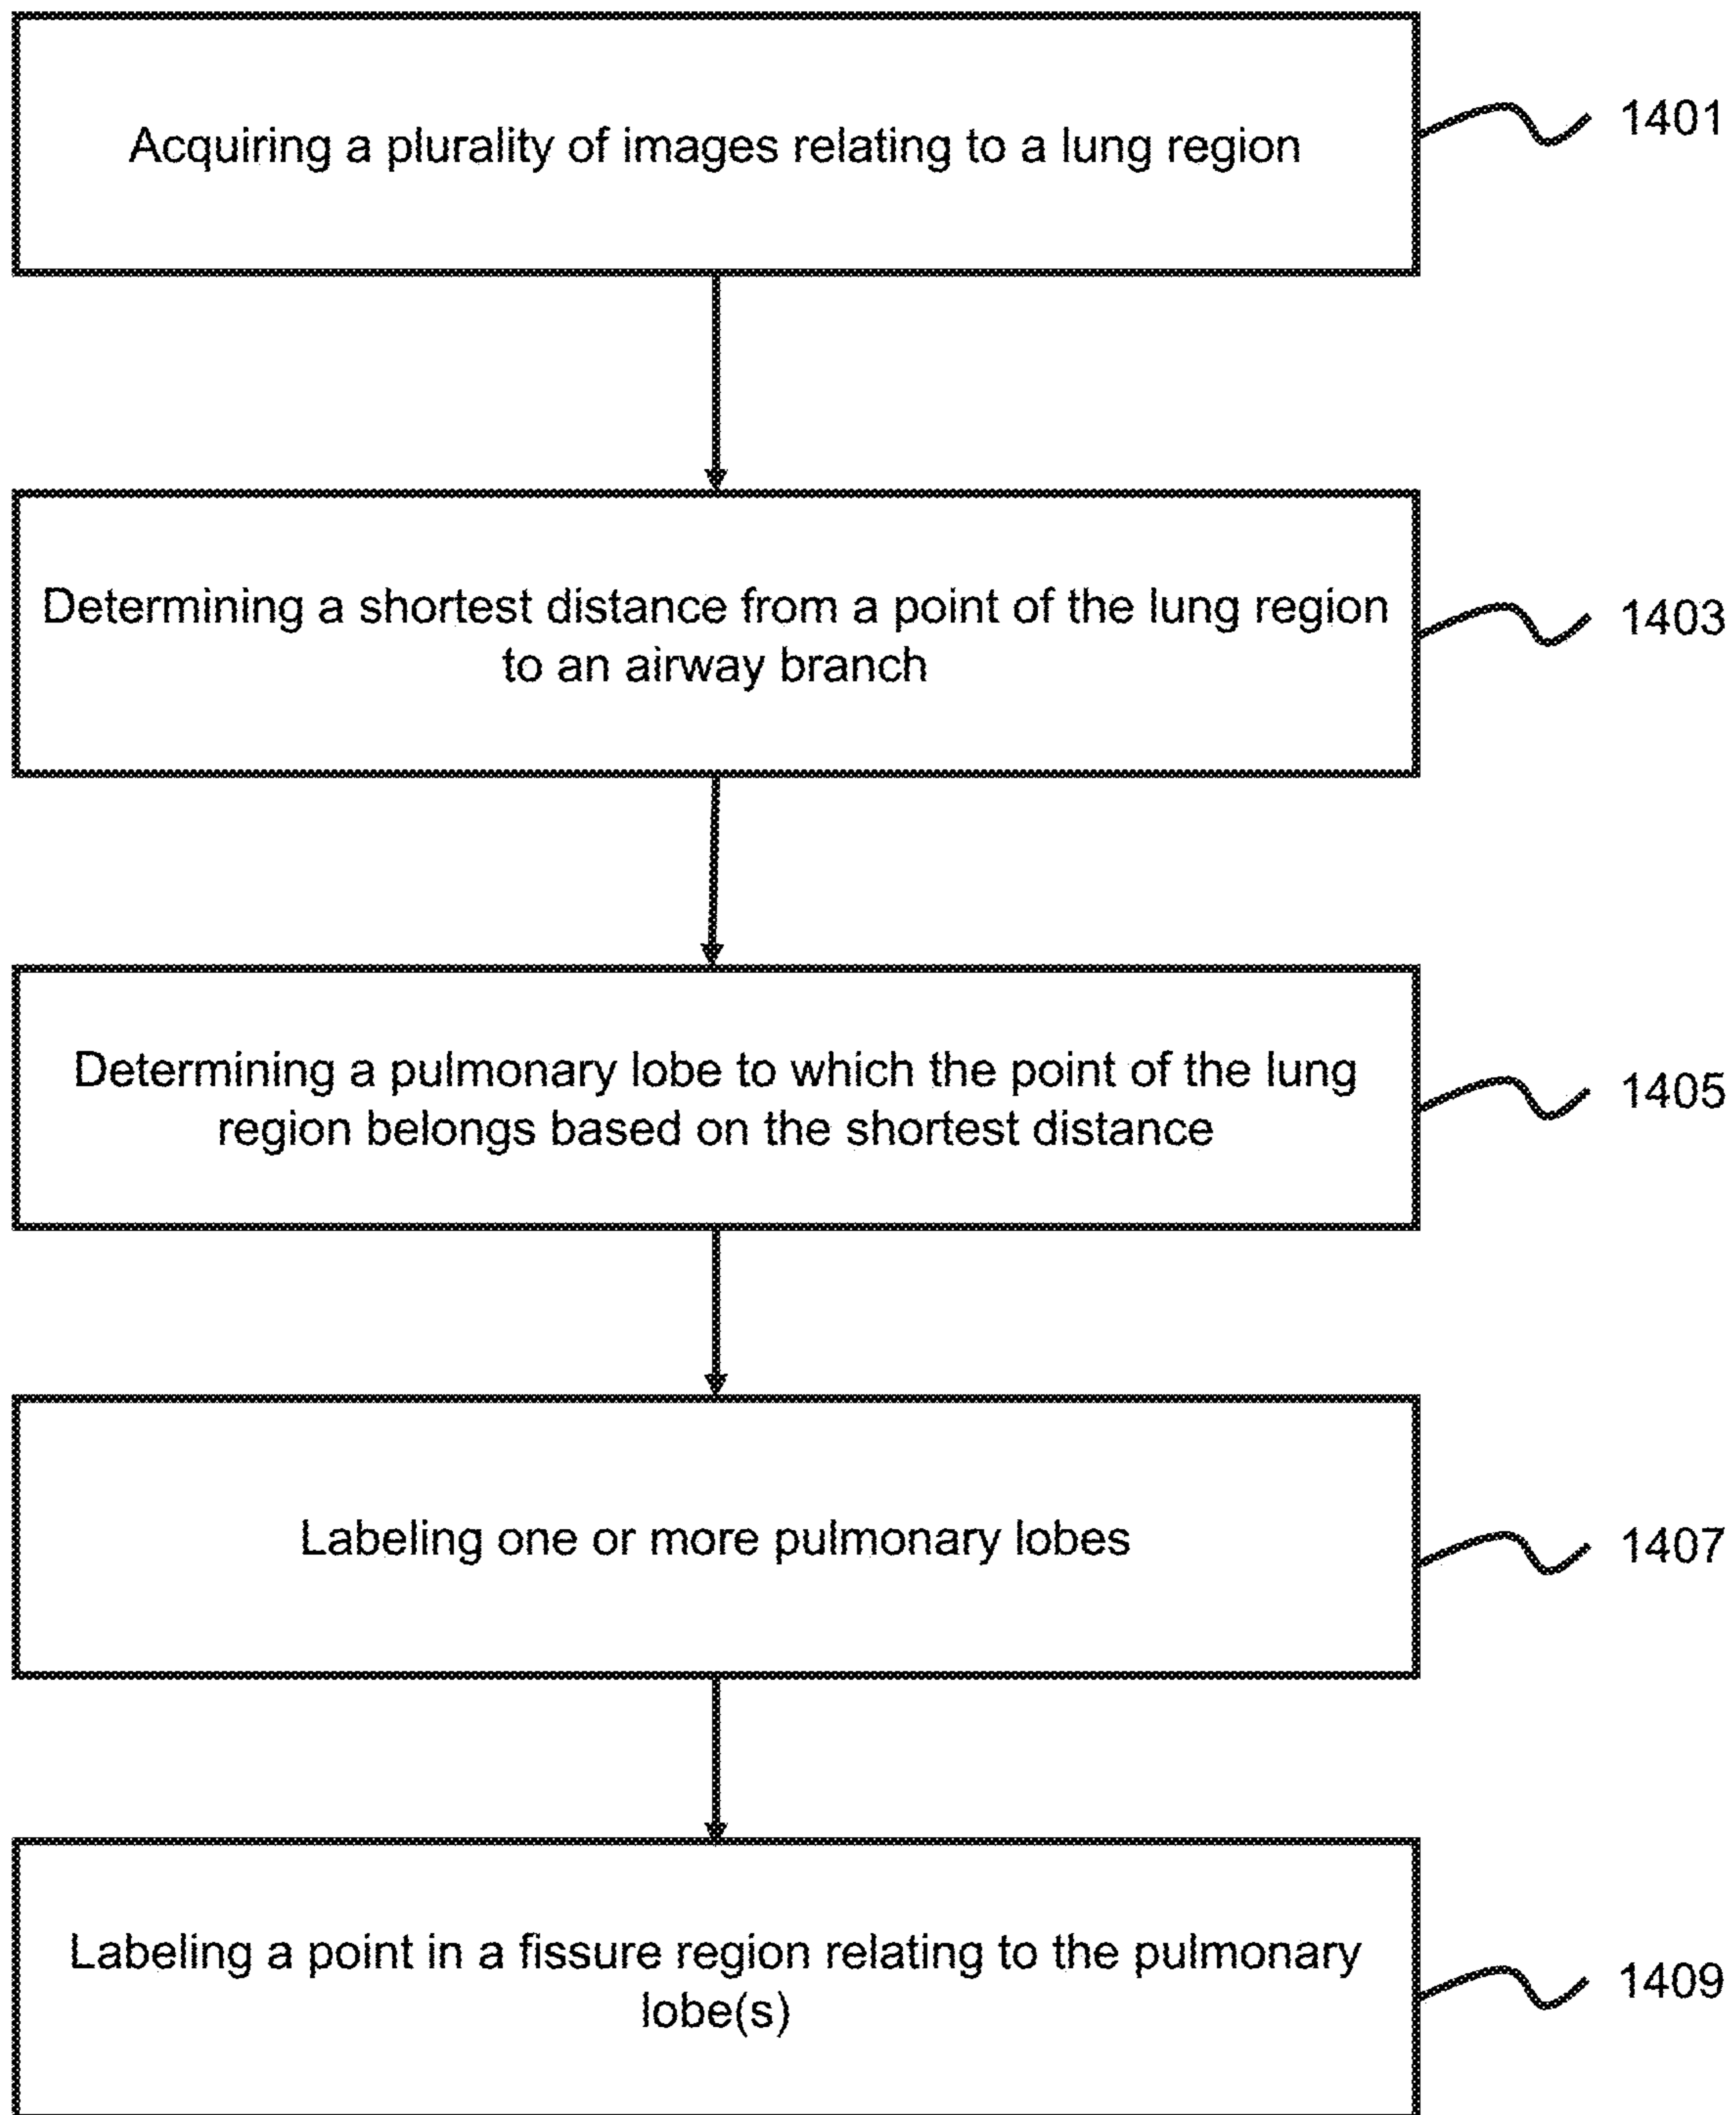 Acquiring a plurality of images relating to a lung region
1401
Determining a shortest distance from a point of the lung region
to an airway branch
1403
Determining a pulmonary lobe to which the point of the lung
region belongs based on the shortest distance
1405
Labeling one or more pulmonary lobes
1407
Labeling a point in a fissure region relating to the pulmonary
lobe(s)
1409